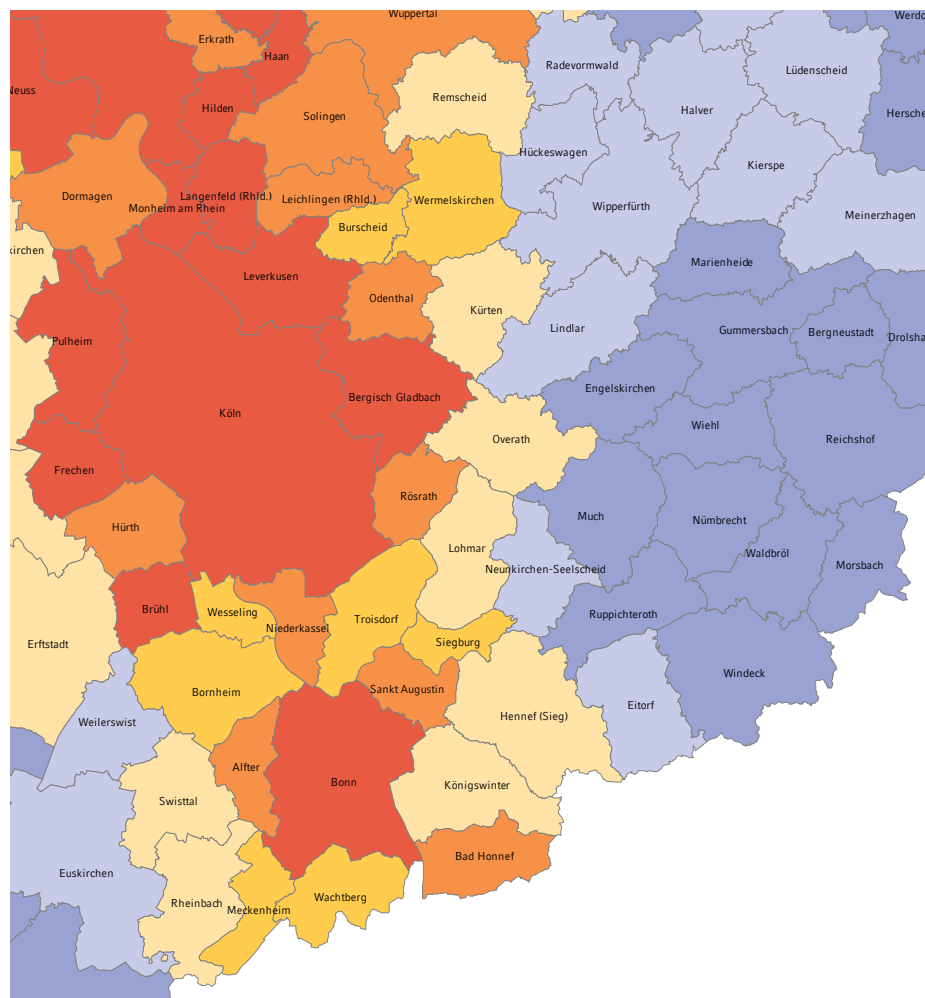 Wuppertal
Erkrath
Haan
Radevormwald
Lüdenscheid
Neuss
Remscheid
Hilden
Halver
Solingen
Hückeswagen
Kierspe
Dormagen
Langenfeld (Rhld.)
Leichlingen (Rhld.)
Wermelskirchen
Monheim am Rhein
Wipperfürth
Meinerzhagen
Burscheid
kirchen
Marienheide
Leverkusen
Odenthal
Kürten
Lindlar
Gummersbach
Bergneustadt
Drolsha
Pulheim
Engelskirchen
Bergisch Gladbach
Köln
Wiehl
Overath
Reichshof
Frechen
Rösrath
Much
Nümbrecht
Hürth
Lohmar
Waldbröl
Neunkirchen-Seelscheid
Morsbach
Brühl
Wesseling
Ruppichteroth
Troisdorf
Niederkassel
Erftstadt
Siegburg
Windeck
Bornheim
Sankt Augustin
Eitorf
Weilerswist
Hennef (Sieg)
Alfter
Bonn
Königswinter
Swisttal
Bad Honnef
Euskirchen
Wachtberg
Rheinbach
Meckenheim